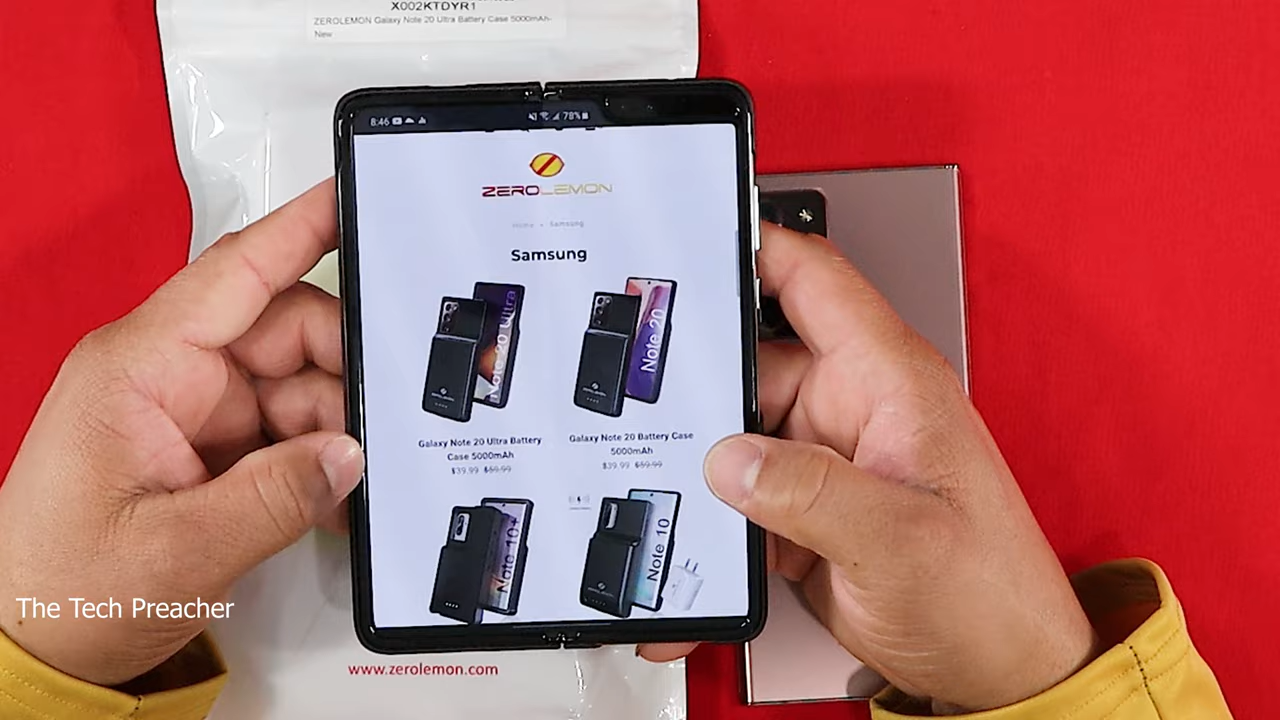 X002KTDYR1
ZEROLEMON Galaxy Note 20 Ultra Battery Case 5000mAh-
New
8:46
78%
ZEROLEMON
Home
Samsung
Samsung
Note 20 Ultra
Note 20
Galaxy Note 20 Ultra Battery
Case 5000mAh
$39.99 $59.99
Galaxy Note 20 Battery Case
5000mAh
$39.99 $59.99
Note 10+
Note 10
The Tech Preacher
www.zerolemon.com